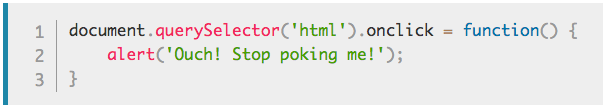 1 document.querySelector('html').onclick = function() {
2     alert('Ouch! Stop poking me!');
3 }